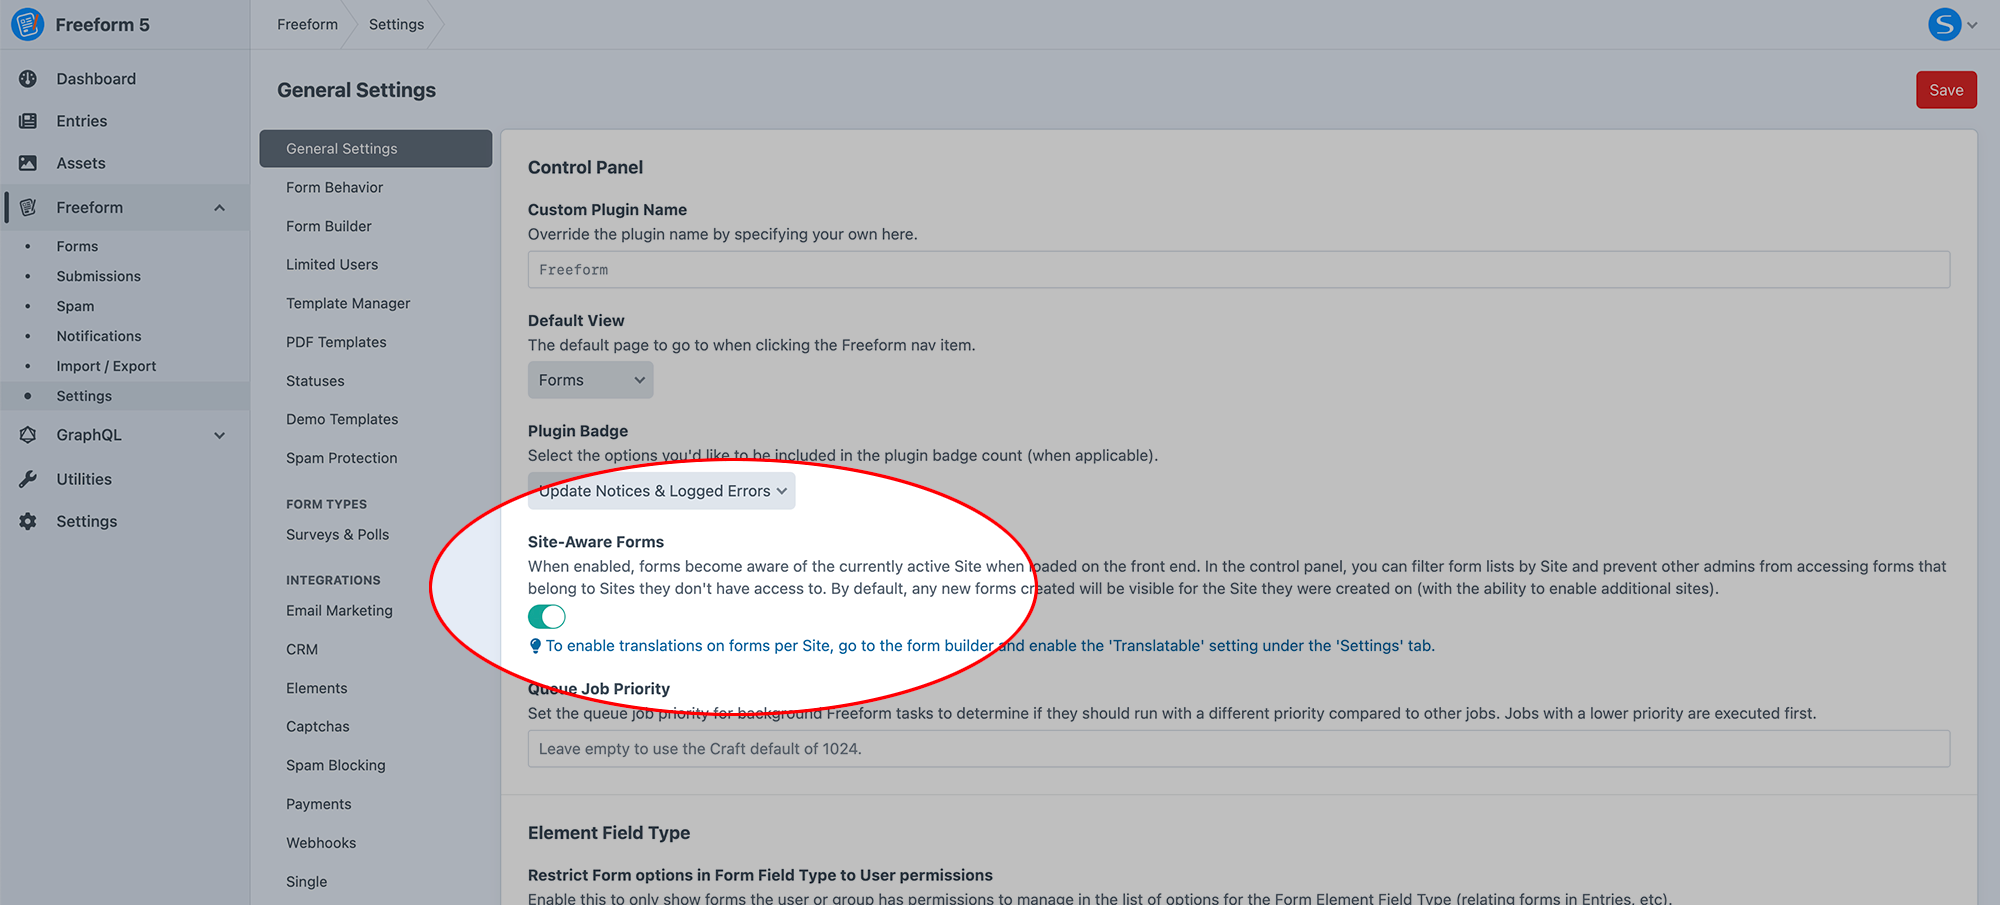 Freeform 5
Freeform
Settings
S
Dashboard
Entries
Assets
Freeform
Forms
Submissions
Spam
Notifications
Import / Export
Settings
GraphQL
Utilities
Settings
General Settings
Save
General Settings
Form Behavior
Form Builder
Limited Users
Template Manager
PDF Templates
Statuses
Demo Templates
Spam Protection
FORM TYPES
Surveys & Polls
INTEGRATIONS
Email Marketing
CRM
Elements
Captchas
Spam Blocking
Payments
Webhooks
Single
Control Panel
Custom Plugin Name
Override the plugin name by specifying your own here.
Freeform
Default View
The default page to go to when clicking the Freeform nav item.
Forms
Plugin Badge
Select the options you'd like to be included in the plugin badge count (when applicable).
Update Notices & Logged Errors
Site-Aware Forms
When enabled, forms become aware of the currently active Site when loaded on the front end. In the control panel, you can filter form lists by Site and prevent other admins from accessing forms that
belong to Sites they don't have access to. By default, any new forms created will be visible for the Site they were created on (with the ability to enable additional sites).
To enable translations on forms per Site, go to the form builder and enable the 'Translatable' setting under the 'Settings' tab.
Queue Job Priority
Set the queue job priority for background Freeform tasks to determine if they should run with a different priority compared to other jobs. Jobs with a lower priority are executed first.
Leave empty to use the Craft default of 1024.
Element Field Type
Restrict Form options in Form Field Type to User permissions
Enable this to only show forms the user or group has permissions to manage in the list of options for the Form Element Field Type (relating forms in Entries, etc).